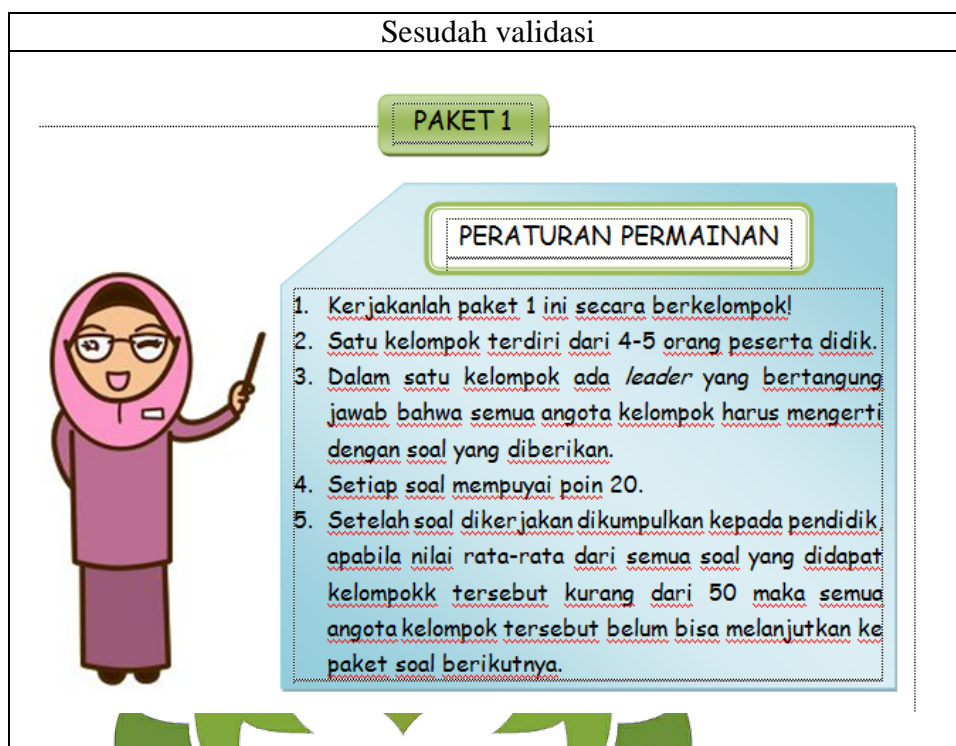 Sesudah validasi
PAKET 1
PERATURAN PERMAINAN
1. Kerjakanlah paket 1 ini secara berkelompok!
2. Satu kelompok terdiri dari 4-5 orang peserta didik.
3. Dalam satu kelompok ada leader yang bertangung
jawab bahwa semua angota kelompok harus mengerti
dengan soal yang diberikan.
4. Setiap soal mempuyai poin 20.
5. Setelah soal dikerjakan dikumpulkan kepada pendidik,
apabila nilai rata-rata dari semua soal yang didapat
kelompokk tersebut kurang dari 50 maka semua
angota kelompok tersebut belum bisa melanjutkan ke
paket soal berikutnya.